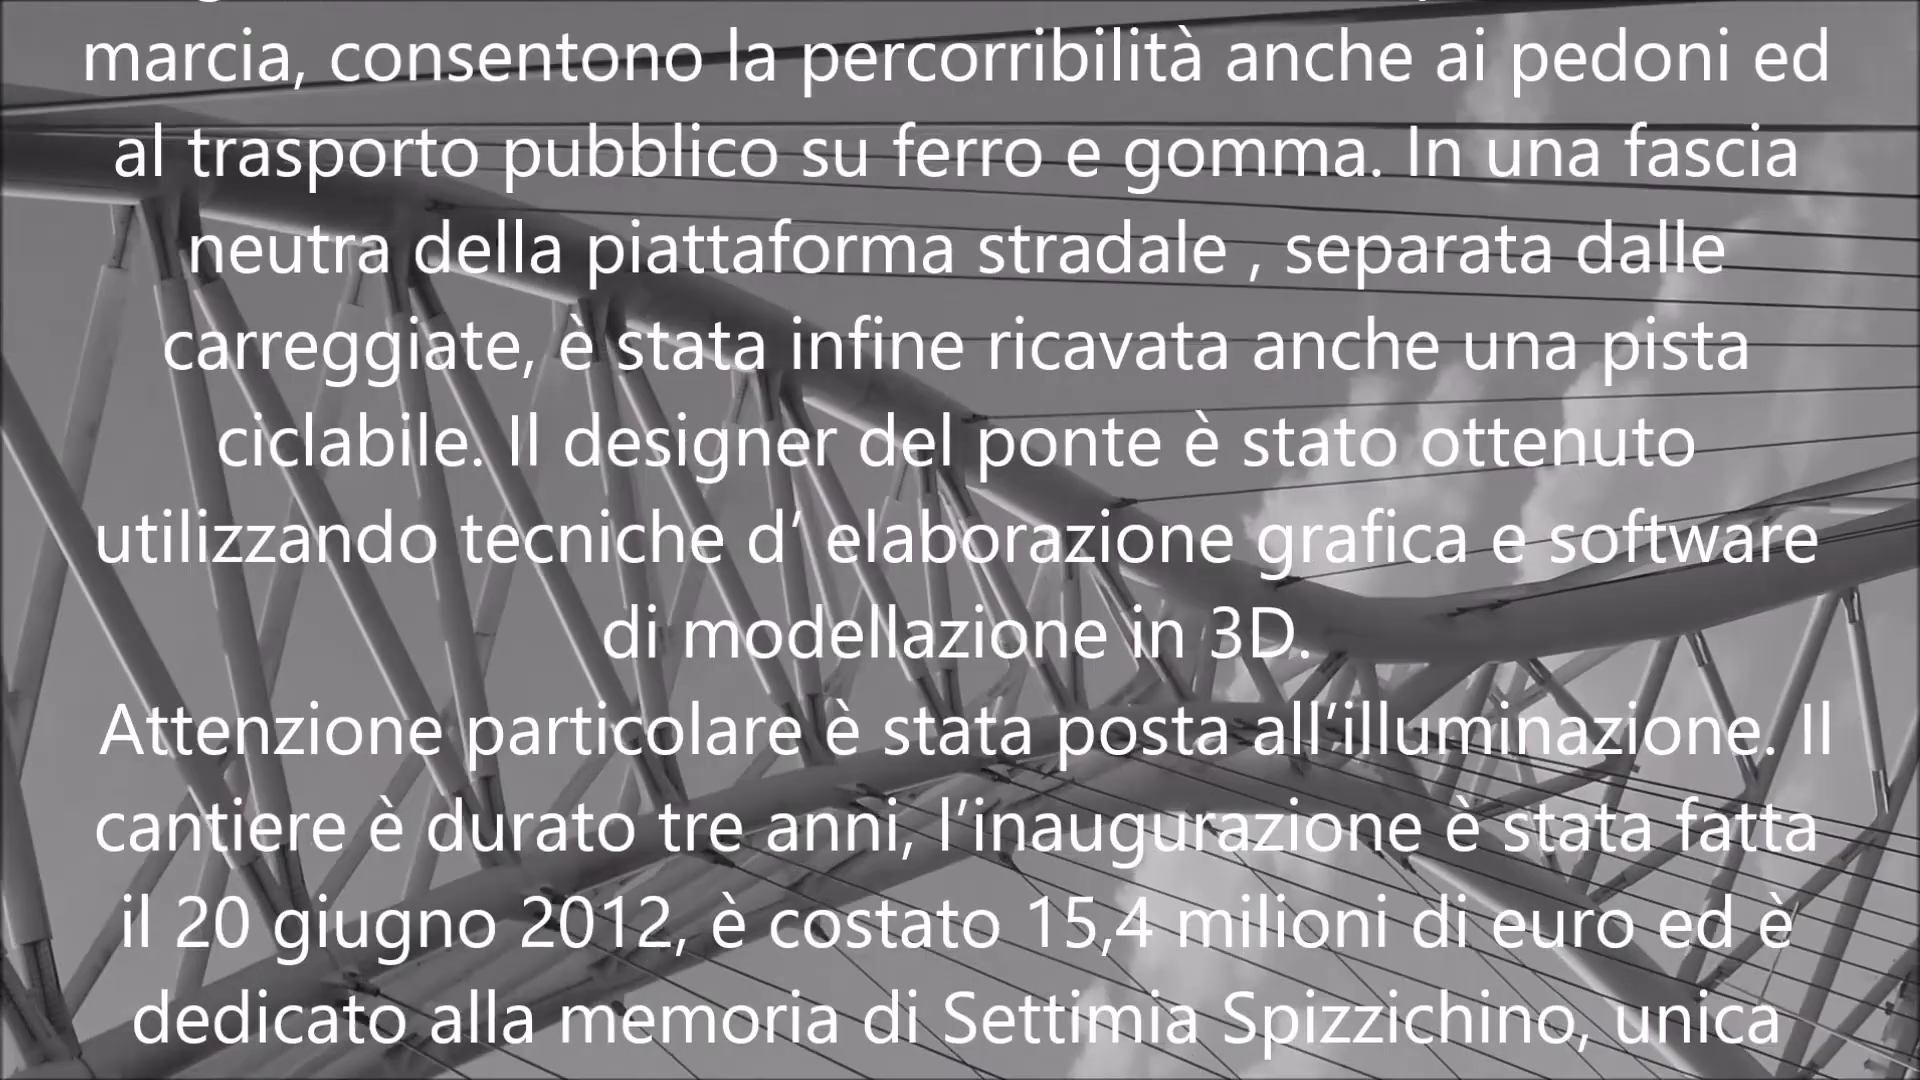 marcia, consentono la percorribilità anche ai pedoni ed
al trasporto pubblico su ferro e gomma. In una fascia
neutra della piattaforma stradale , separata dalle
carreggiate, è stata infine ricavata anche una pista
ciclabile. Il designer del ponte è stato ottenuto
utilizzando tecniche d’ elaborazione grafica e software
di modellazione in 3D.
Attenzione particolare è stata posta all’illuminazione. Il
cantiere è durato tre anni, l’inaugurazione è stata fatta
il 20 giugno 2012, è costato 15,4 milioni di euro ed è
dedicato alla memoria di Settimia Spizzichino, unica